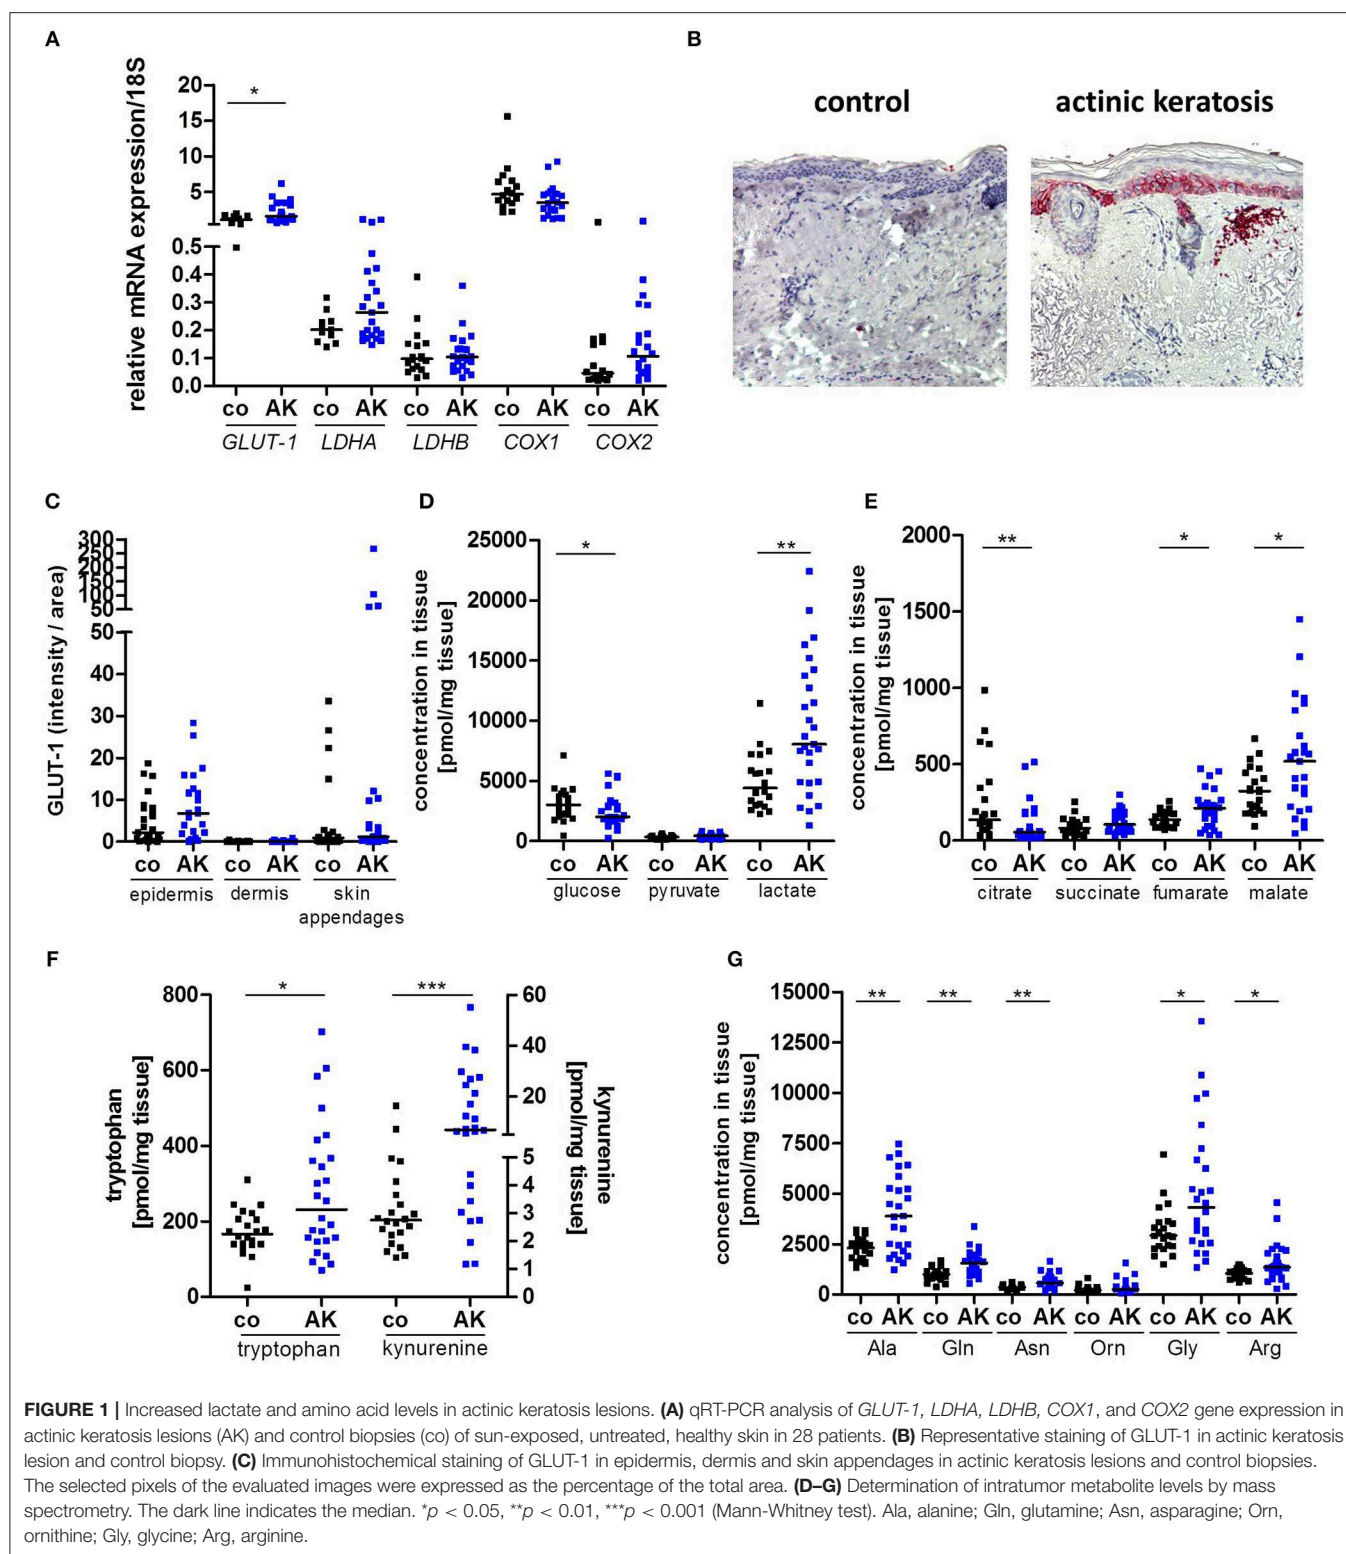 A
relative mRNA expression/18S
20
15
10
5
0.5
0.4
0.3
0.2
0.1
0.0
*
co AK co AK co AK co AK co AK
GLUT-1 LDHA LDHB COX1 COX2
B
control actinic keratosis
C
GLUT-1 (intensity / area)
300
250
200
150
100
50
50
40
30
20
10
0
co AK co AK co AK
epidermis dermis skin
appendages
D
concentration in tissue
[pmol/mg tissue]
25000
20000
15000
10000
5000
0
* **
co AK co AK co AK
glucose pyruvate lactate
E
concentration in tissue
[pmol/mg tissue]
2000
1500
1000
500
0
** * *
co AK co AK co AK co AK
citrate succinate fumarate malate
F
tryptophan
[pmol/mg tissue]
800
600
400
200
0
* ***
60
40
20
5
4
3
2
1
0
kynurenine
[pmol/mg tissue]
co AK co AK
tryptophan kynurenine
G
concentration in tissue
[pmol/mg tissue]
15000
12500
10000
7500
5000
2500
0
** ** ** * *
co AK co AK co AK co AK co AK co AK
Ala Gln Asn Orn Gly Arg
FIGURE 1 | Increased lactate and amino acid levels in actinic keratosis lesions. (A) qRT-PCR analysis of GLUT-1, LDHA, LDHB, COX1, and COX2 gene expression in
actinic keratosis lesions (AK) and control biopsies (co) of sun-exposed, untreated, healthy skin in 28 patients. (B) Representative staining of GLUT-1 in actinic keratosis
lesion and control biopsy. (C) Immunohistochemical staining of GLUT-1 in epidermis, dermis and skin appendages in actinic keratosis lesions and control biopsies.
The selected pixels of the evaluated images were expressed as the percentage of the total area. (D–G) Determination of intratumor metabolite levels by mass
spectrometry. The dark line indicates the median. *p < 0.05, **p < 0.01, ***p < 0.001 (Mann-Whitney test). Ala, alanine; Gln, glutamine; Asn, asparagine; Orn,
ornithine; Gly, glycine; Arg, arginine.